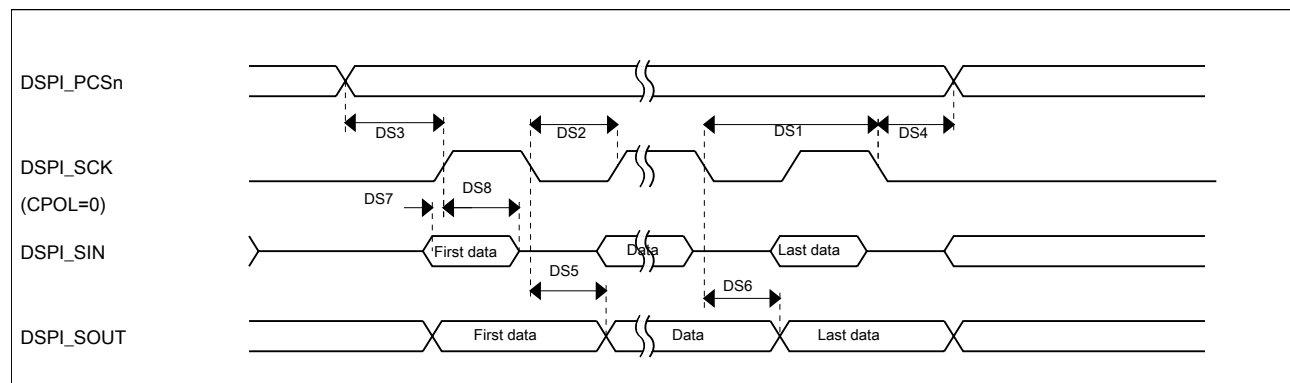 DSPI_PCSn
DS3
DS2
DS1
DS4
DSPI_SCK
(CPOL=0)
DS7
DS8
DSPI_SIN
First data
Data
Last data
DS5
DS6
DSPI_SOUT
First data
Data
Last data